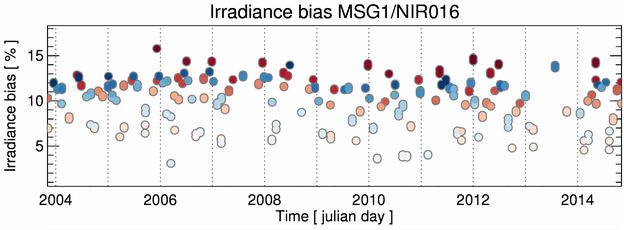 Irradiance bias MSG1/NIR016
Irradiance bias [ % ]
15
10
5
2004 2006 2008 2010 2012 2014
Time [ julian day ]